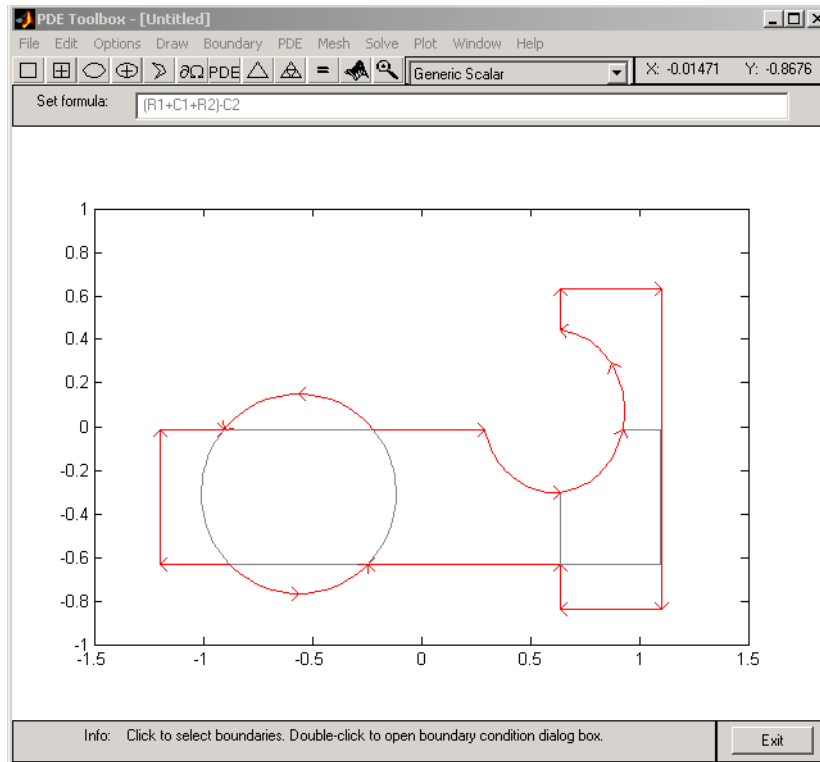 PDE Toolbox - [Untitled]
File Edit Options Draw Boundary PDE Mesh Solve Plot Window Help
∂Ω PDE = Generic Scalar X: -0.01471 Y: -0.8676
Set formula: (R1+C1+R2)-C2
1
0.8
0.6
0.4
0.2
0
-0.2
-0.4
-0.6
-0.8
-1
-1.5 -1 -0.5 0 0.5 1 1.5
Info: Click to select boundaries. Double-click to open boundary condition dialog box. Exit